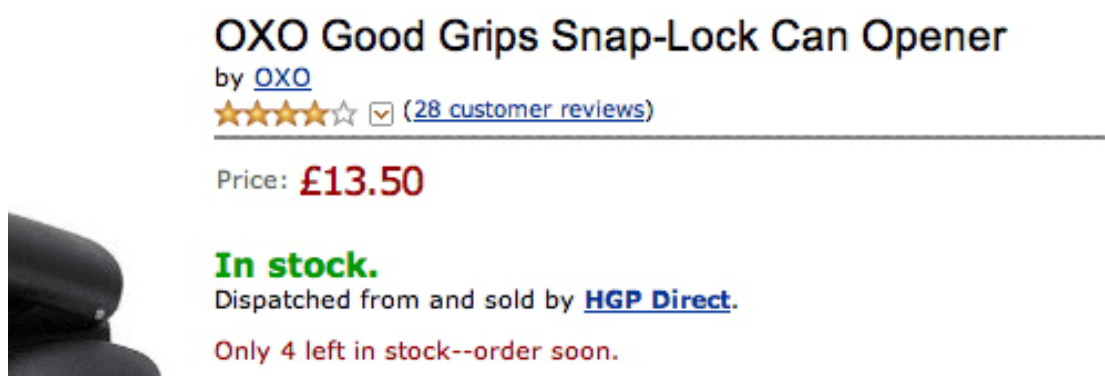 OXO Good Grips Snap-Lock Can Opener
by OXO
(28 customer reviews)
Price: £13.50
In stock.
Dispatched from and sold by HGP Direct.
Only 4 left in stock--order soon.